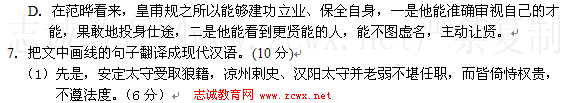 D．在范晔看来，皇甫规之所以能够建功立业、保全自身，一是他能准确审视自己的才
能，果敢地投身仕途，二是他能看到更贤能的人，能不图虚名，主动让贤。
7．把文中画线的句子翻译成现代汉语。(10 分)
（1）先是，安定太守受取狼籍，凉州刺史、汉阳太守并老弱不堪任职，而皆倚恃权贵，
不遵法度。（6 分）
志诚教育网 www.zcwx.net